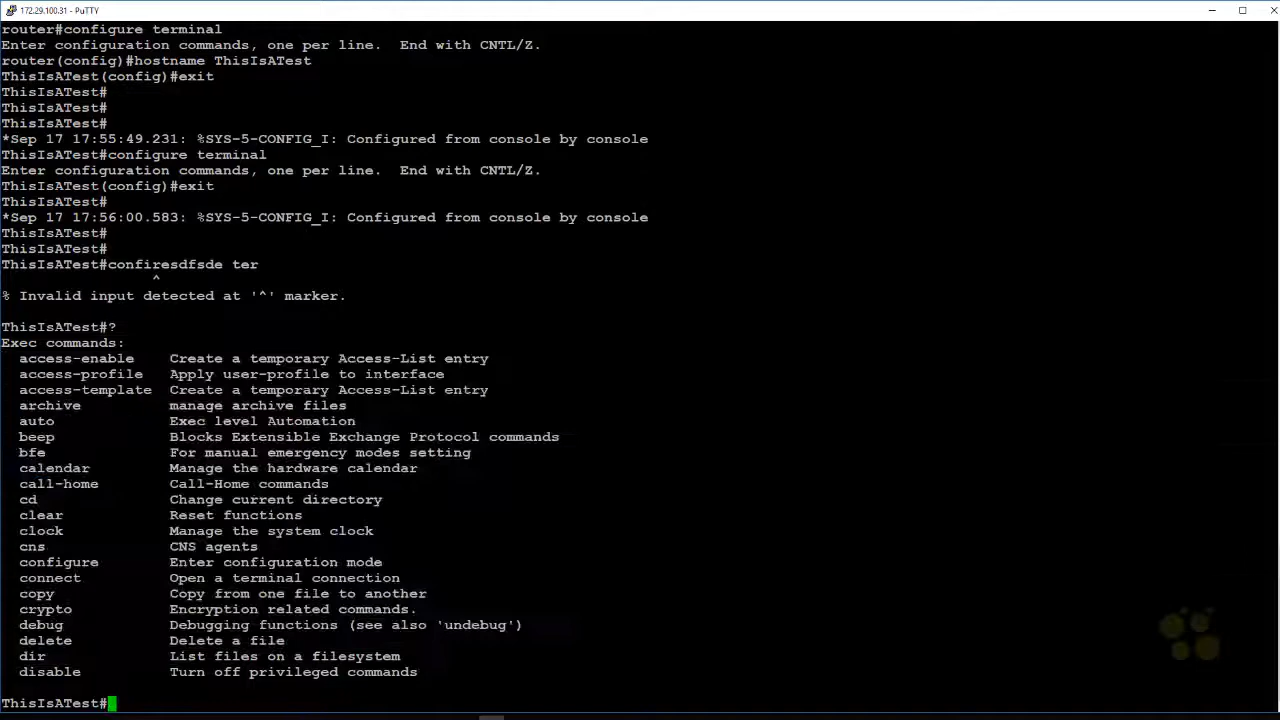 172.29.100.31 - PuTTY
router#configure terminal
Enter configuration commands, one per line.  End with CNTL/Z.
router(config)#hostname ThisIsATest
ThisIsATest(config)#exit
ThisIsATest#
ThisIsATest#
ThisIsATest#
*Sep 17 17:55:49.231: %SYS-5-CONFIG_I: Configured from console by console
ThisIsATest#configure terminal
Enter configuration commands, one per line.  End with CNTL/Z.
ThisIsATest(config)#exit
ThisIsATest#
*Sep 17 17:56:00.583: %SYS-5-CONFIG_I: Configured from console by console
ThisIsATest#
ThisIsATest#
ThisIsATest#confiresdfsde ter
^
% Invalid input detected at '^' marker.
ThisIsATest#?
Exec commands:
access-enable    Create a temporary Access-List entry
access-profile   Apply user-profile to interface
access-template  Create a temporary Access-List entry
archive          manage archive files
auto             Exec level Automation
beep             Blocks Extensible Exchange Protocol commands
bfe              For manual emergency modes setting
calendar         Manage the hardware calendar
call-home        Call-Home commands
cd               Change current directory
clear            Reset functions
clock            Manage the system clock
cns              CNS agents
configure        Enter configuration mode
connect          Open a terminal connection
copy             Copy from one file to another
crypto           Encryption related commands.
debug            Debugging functions (see also 'undebug')
delete           Delete a file
dir              List files on a filesystem
disable          Turn off privileged commands
ThisIsATest#